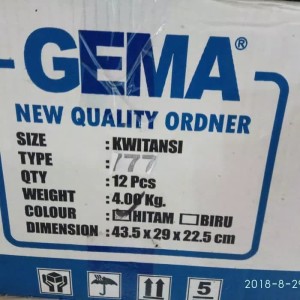 GEMA®
NEW QUALITY ORDNER
SIZE : KWITANSI
TYPE : 177
QTY : 12 Pcs
WEIGHT : 4.00 Kg.
COLOUR : HITAM BIRU
DIMENSION : 43.5 x 29 x 22.5 cm
5
2018-8-29